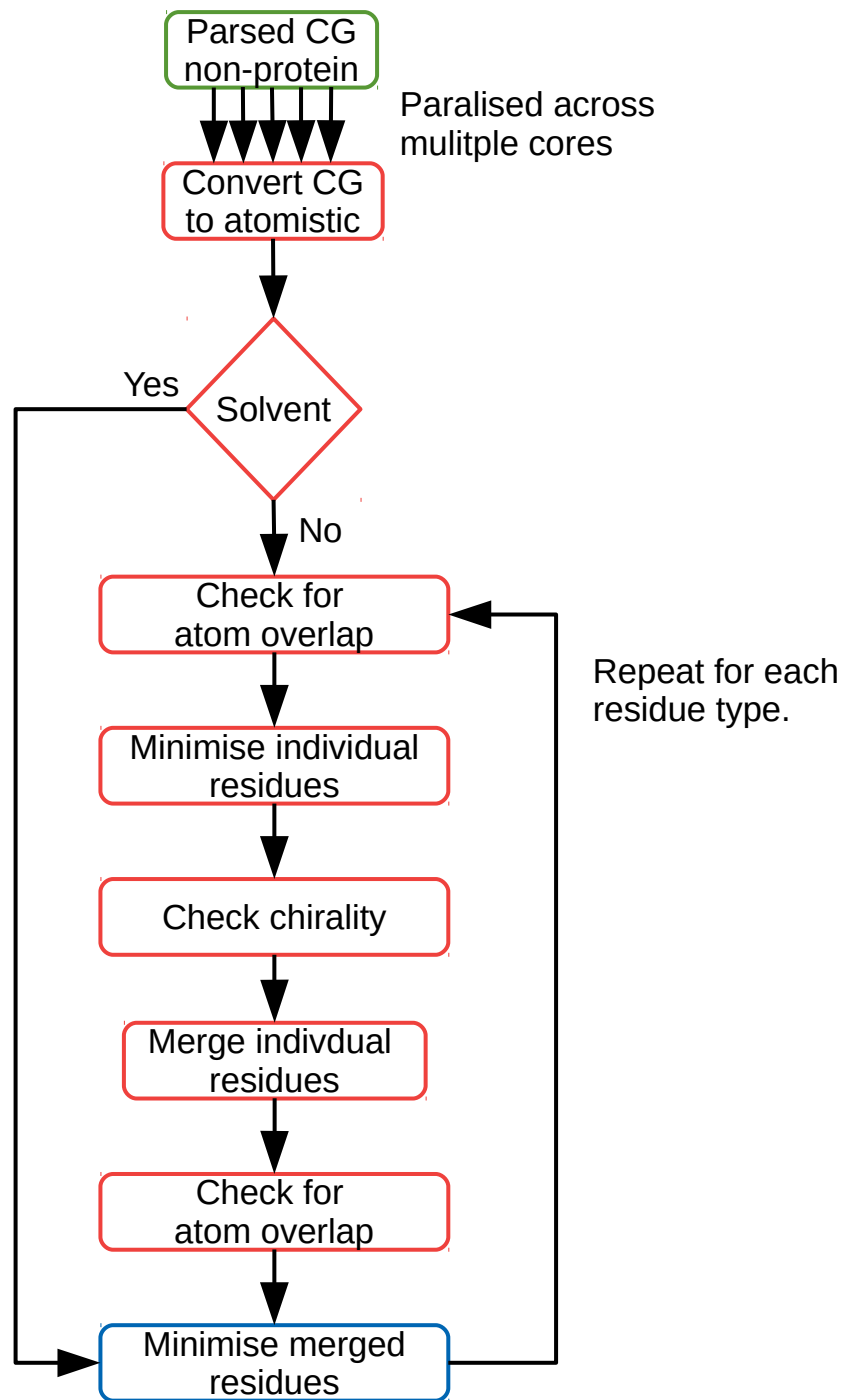 Parsed CG
non-protein
Paralised across
mulitple cores
Convert CG
to atomistic
Yes
Solvent
No
Check for
atom overlap
Repeat for each
residue type.
Minimise individual
residues
Check chirality
Merge indivdual
residues
Check for
atom overlap
Minimise merged
residues